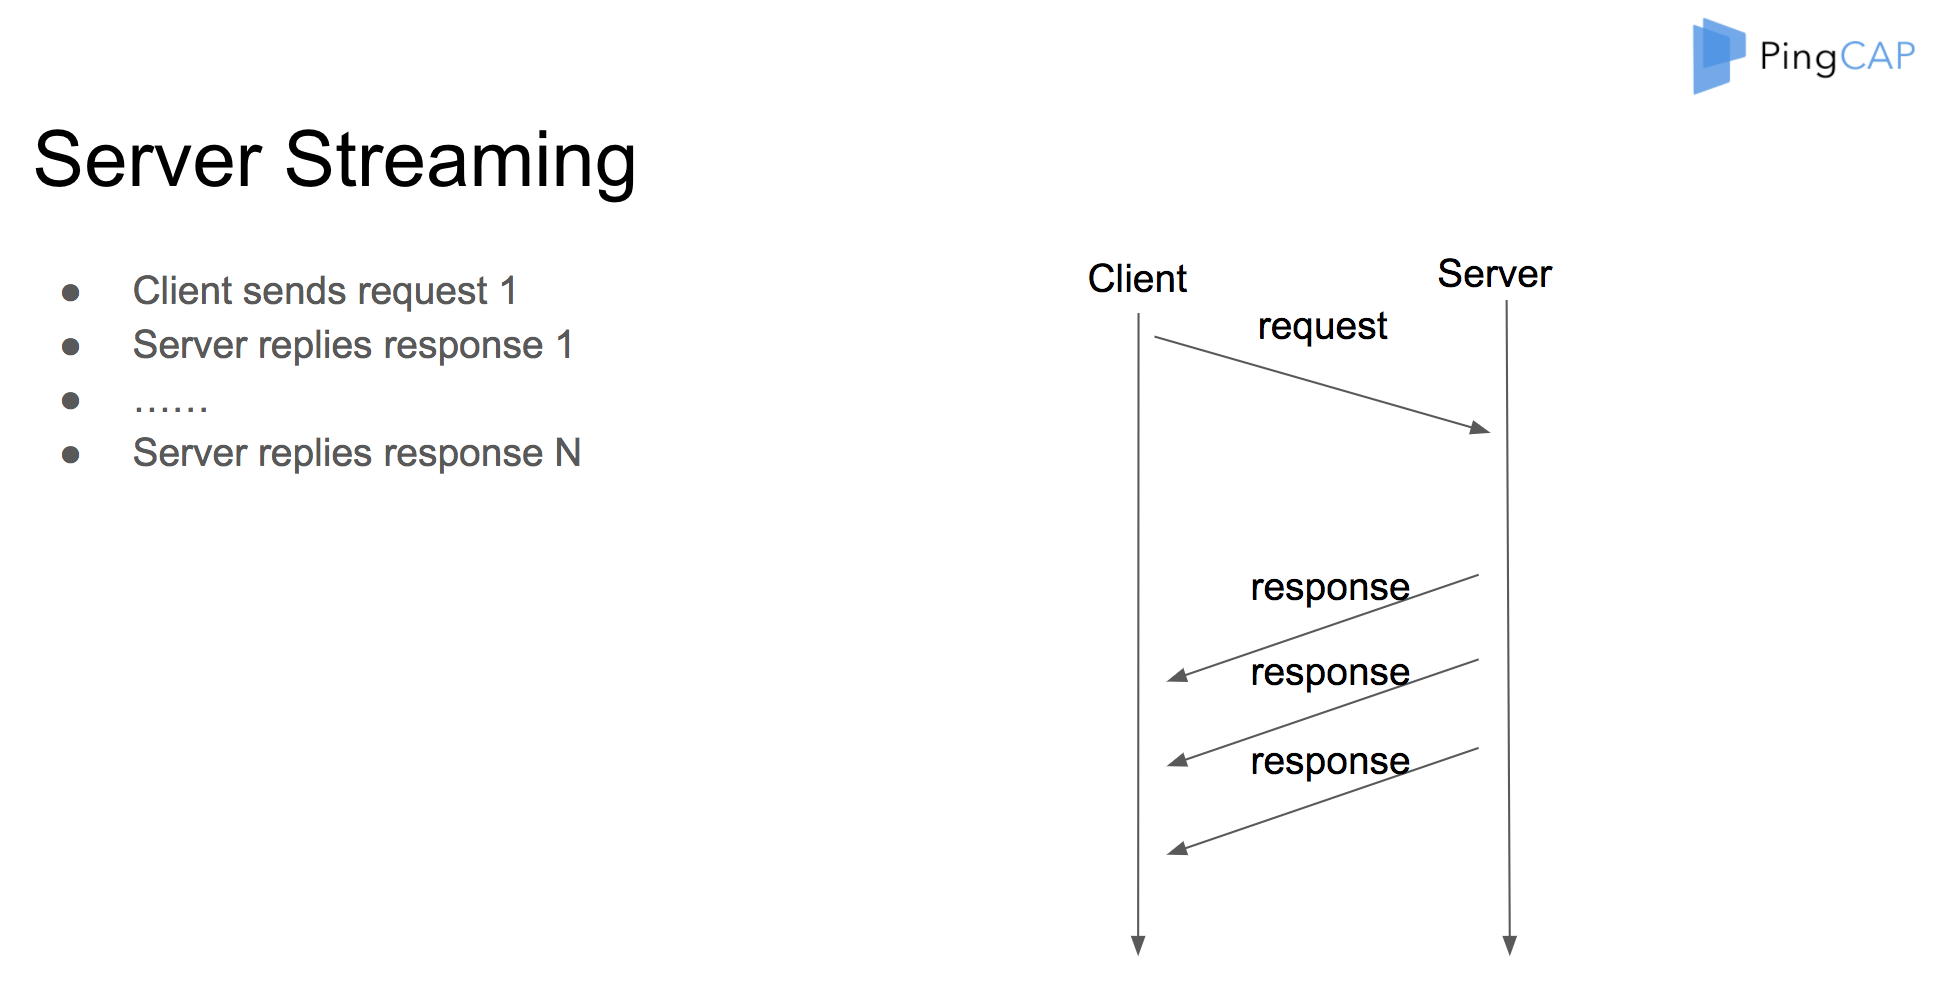 PingCAP
Server Streaming
● Client sends request 1
● Server replies response 1
● ......
● Server replies response N
Client
Server
request
response
response
response